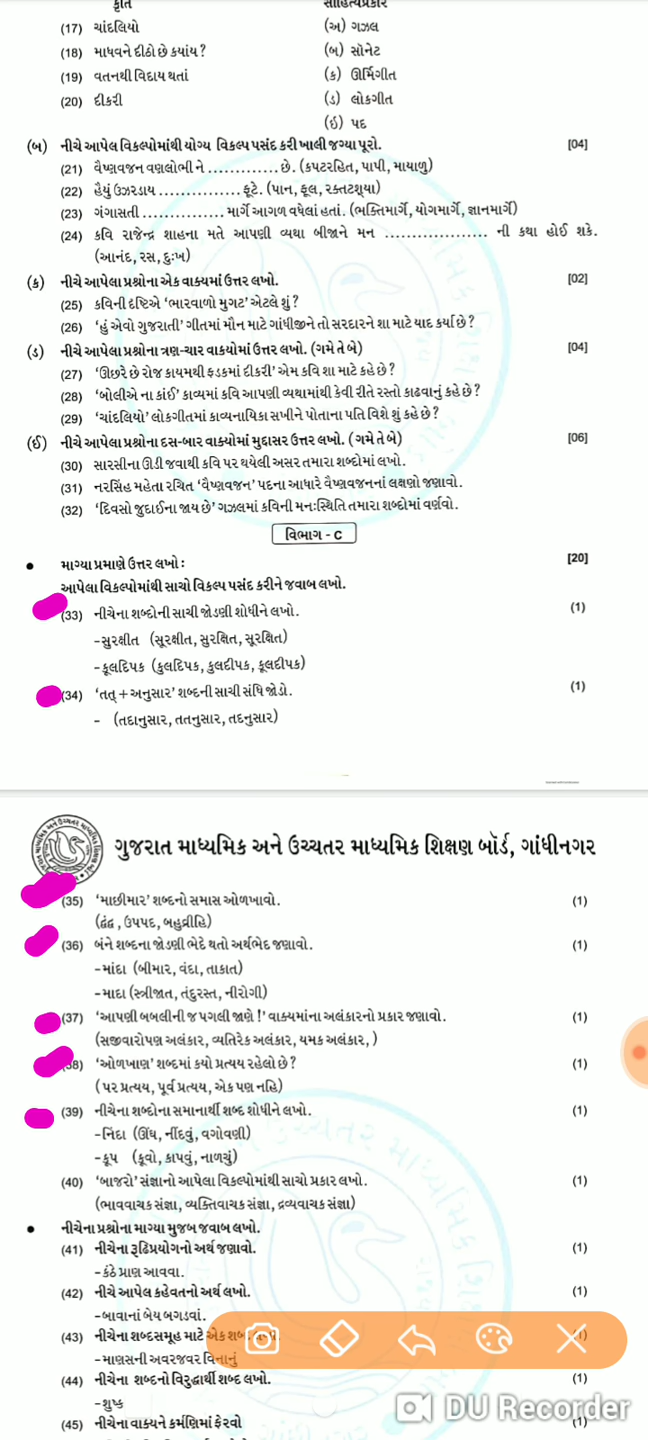 કૃતિ સાહિત્યપ્રકાર
(17) ચાંદલિયો (અ) ગઝલ
(18) માધવને દીઠો છે કયાંય? (બ) સૉનેટ
(19) વતનથી વિદાય થતાં (ક) ઊર્મિગીત
(20) દીકરી (ડ) લોકગીત
(ઇ) પદ
(બ) નીચે આપેલ વિકલ્પોમાંથી યોગ્ય વિકલ્પ પસંદ કરી ખાલી જગ્યા પૂરો. [04]
(21) વૈષ્ણવજન વણલોભી ને ............. છે. (કપટરહિત, પાપી, માયાળુ)
(22) હૈયું ઉઝરડાય ............... ફૂટે. (પાન, ફૂલ, રક્તટશૂયા)
(23) ગંગાસતી ............... માર્ગે આગળ વધેલાં હતાં. (ભક્તિમાર્ગે, યોગમાર્ગે, જ્ઞાનમાર્ગે)
(24) કવિ રાજેન્દ્ર શાહના મતે આપણી વ્યથા બીજાને મન ................... ની કથા હોઈ શકે.
(આનંદ, રસ, દુઃખ)
(ક) નીચે આપેલા પ્રશ્નોના એક વાક્યમાં ઉત્તર લખો. [02]
(25) કવિની દૃષ્ટિએ ‘ભારવાળો મુગટ’ એટલે શું ?
(26) ‘હું એવો ગુજરાતી’ ગીતમાં મૌન માટે ગાંધીજીને તો સરદારને શા માટે યાદ કર્યા છે ?
(ડ) નીચે આપેલા પ્રશ્નોના ત્રણ-ચાર વાકયોમાં ઉત્તર લખો. (ગમે તે બે) [04]
(27) ‘ઊછરે છે રોજ કાયમથી ફડકમાં દીકરી’ એમ કવિ શા માટે કહે છે ?
(28) ‘બોલીએ ના કાંઈ’ કાવ્યમાં કવિ આપણી વ્યથામાંથી કેવી રીતે રસ્તો કાઢવાનું કહે છે ?
(29) ‘ચાંદલિયો’ લોકગીતમાં કાવ્યનાયિકા સખીને પોતાના પતિ વિશે શું કહે છે ?
(ઈ) નીચે આપેલા પ્રશ્નોના દસ-બાર વાક્યોમાં મુદ્દાસર ઉત્તર લખો. (ગમે તે બે) [06]
(30) સારસીના ઊડી જવાથી કવિ પર થયેલી અસર તમારા શબ્દોમાં લખો.
(31) નરસિંહ મહેતા રચિત ‘વૈષ્ણવજન’ પદના આધારે વૈષ્ણવજનનાં લક્ષણો જણાવો.
(32) ‘દિવસો જુદાઈના જાય છે’ ગઝલમાં કવિની મનઃસ્થિતિ તમારા શબ્દોમાં વર્ણવો.
વિભાગ - C
● માગ્યા પ્રમાણે ઉત્તર લખો : [20]
આપેલા વિકલ્પોમાંથી સાચો વિકલ્પ પસંદ કરીને જવાબ લખો.
(33) નીચેના શબ્દોની સાચી જોડણી શોધીને લખો. (1)
-સુરક્ષીત (સૂરક્ષીત, સુરક્ષિત, સૂરક્ષિત)
-કૂલદિપક (કુલદિપક, કુલદીપક, કૂલદીપક)
(34) ‘તત્ + અનુસાર’ શબ્દની સાચી સંધિ જોડો. (1)
- (તદાનુસાર, તતનુસાર, તદનુસાર)
ગુજરાત માધ્યમિક અને ઉચ્ચતર માધ્યમિક શિક્ષણ બૉર્ડ, ગાંધીનગર
(35) ‘માછીમાર’ શબ્દનો સમાસ ઓળખાવો. (1)
(દ્વંદ્વ , ઉપપદ, બહુવ્રીહિ)
(36) બંને શબ્દના જોડણી ભેદે થતો અર્થભેદ જણાવો. (1)
-માંદા (બીમાર, વંદા, તાકાત)
-માદા (સ્ત્રીજાત, તંદુરસ્ત, નીરોગી)
(37) ‘આપણી બબલીની જ પગલી જાણે !’ વાક્યમાંના અલંકારનો પ્રકાર જણાવો. (1)
(સજીવારોપણ અલંકાર, વ્યતિરેક અલંકાર, યમક અલંકાર, )
38) ‘ઓળખાણ’ શબ્દમાં કયો પ્રત્યય રહેલો છે ? (1)
(પર પ્રત્યય, પૂર્વ પ્રત્યય, એક પણ નહિ)
(39) નીચેના શબ્દોના સમાનાર્થી શબ્દ શોધીને લખો. (1)
-નિંદા (ઊંઘ, નીંદવું, વગોવણી)
-કૂપ (કૂવો, કાપવું, નાળચું)
(40) ‘બાજરો’ સંજ્ઞાનો આપેલા વિકલ્પોમાંથી સાચો પ્રકાર લખો. (1)
(ભાવવાચક સંજ્ઞા, વ્યક્તિવાચક સંજ્ઞા, દ્રવ્યવાચક સંજ્ઞા)
● નીચેના પ્રશ્નોના માગ્યા મુજબ જવાબ લખો.
(41) નીચેના રૂઢિપ્રયોગનો અર્થ જણાવો. (1)
-કંઠે પ્રાણ આવવા.
(42) નીચે આપેલ કહેવતનો અર્થ લખો. (1)
-બાવાનાં બેય બગડવાં.
(43) નીચેના શબ્દસમૂહ માટે એક
-માણસની અવરજવર વિનાનું
(44) નીચેના શબ્દનો વિરુદ્ધાર્થી શબ્દ લખો. (1)
-શુષ્ક
DU Recorder
(45) નીચેના વાક્યને કર્મણિમાં ફેરવો (1)